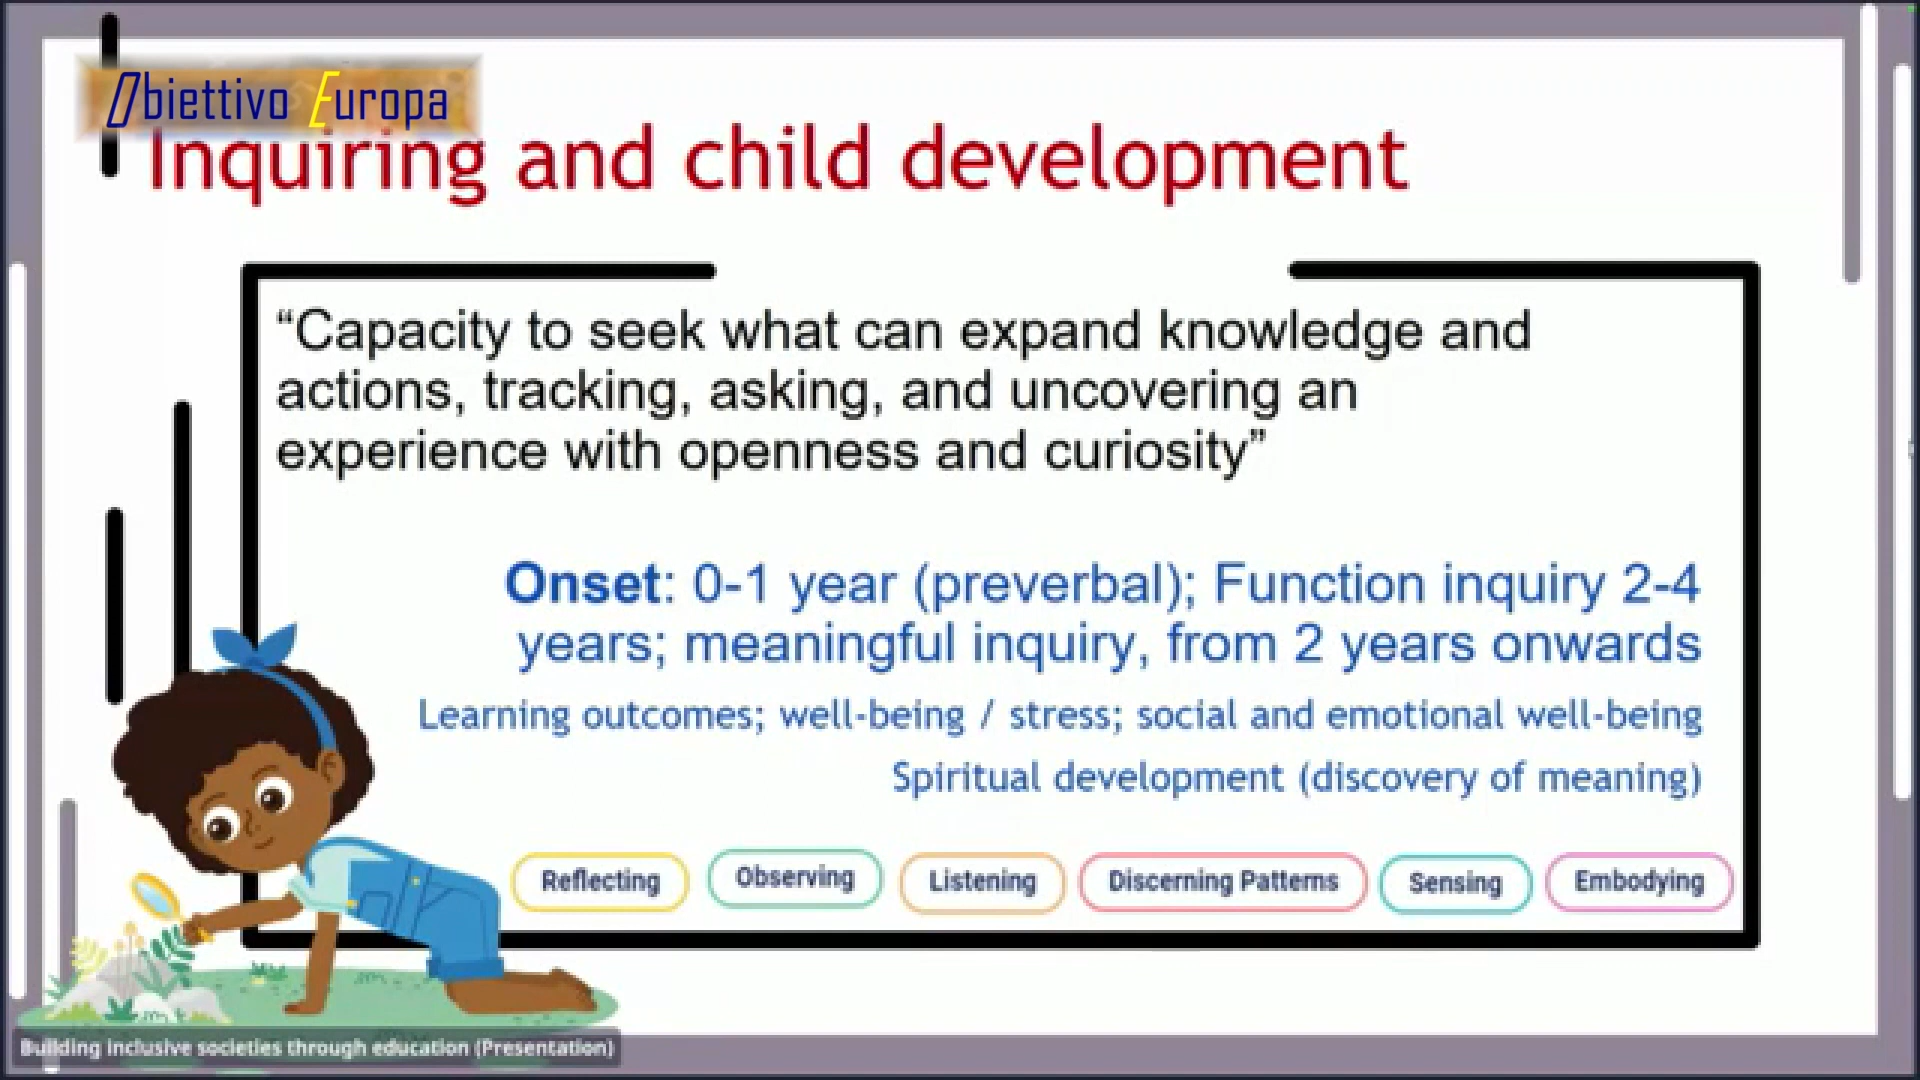 Obiettivo Europa
Inquiring and child development
“Capacity to seek what can expand knowledge and
actions, tracking, asking, and uncovering an
experience with openness and curiosity”
Onset: 0-1 year (preverbal); Function inquiry 2-4
years; meaningful inquiry, from 2 years onwards
Learning outcomes; well-being / stress; social and emotional well-being
Spiritual development (discovery of meaning)
Reflecting
Observing
Listening
Discerning Patterns
Sensing
Embodying
Building inclusive societies through education (Presentation)